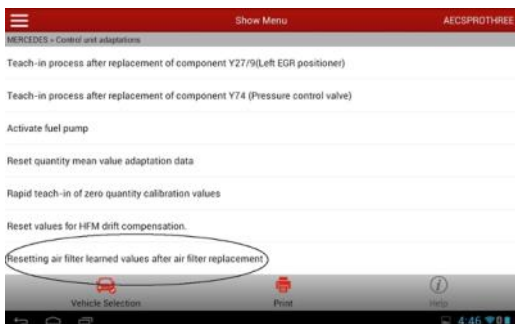 Show Menu
AECSPROTHREE
MERCEDES > Control unit adaptations
Teach-in process after replacement of component Y27/9(Left EGR positioner)
Teach-in process after replacement of component Y74 (Pressure control valve)
Activate fuel pump
Reset quantity mean value adaptation data
Rapid teach-in of zero quantity calibration values
Reset values for HFM drift compensation.
Resetting air filter learned values after air filter replacement
Vehicle Selection
Print
Help
4:46